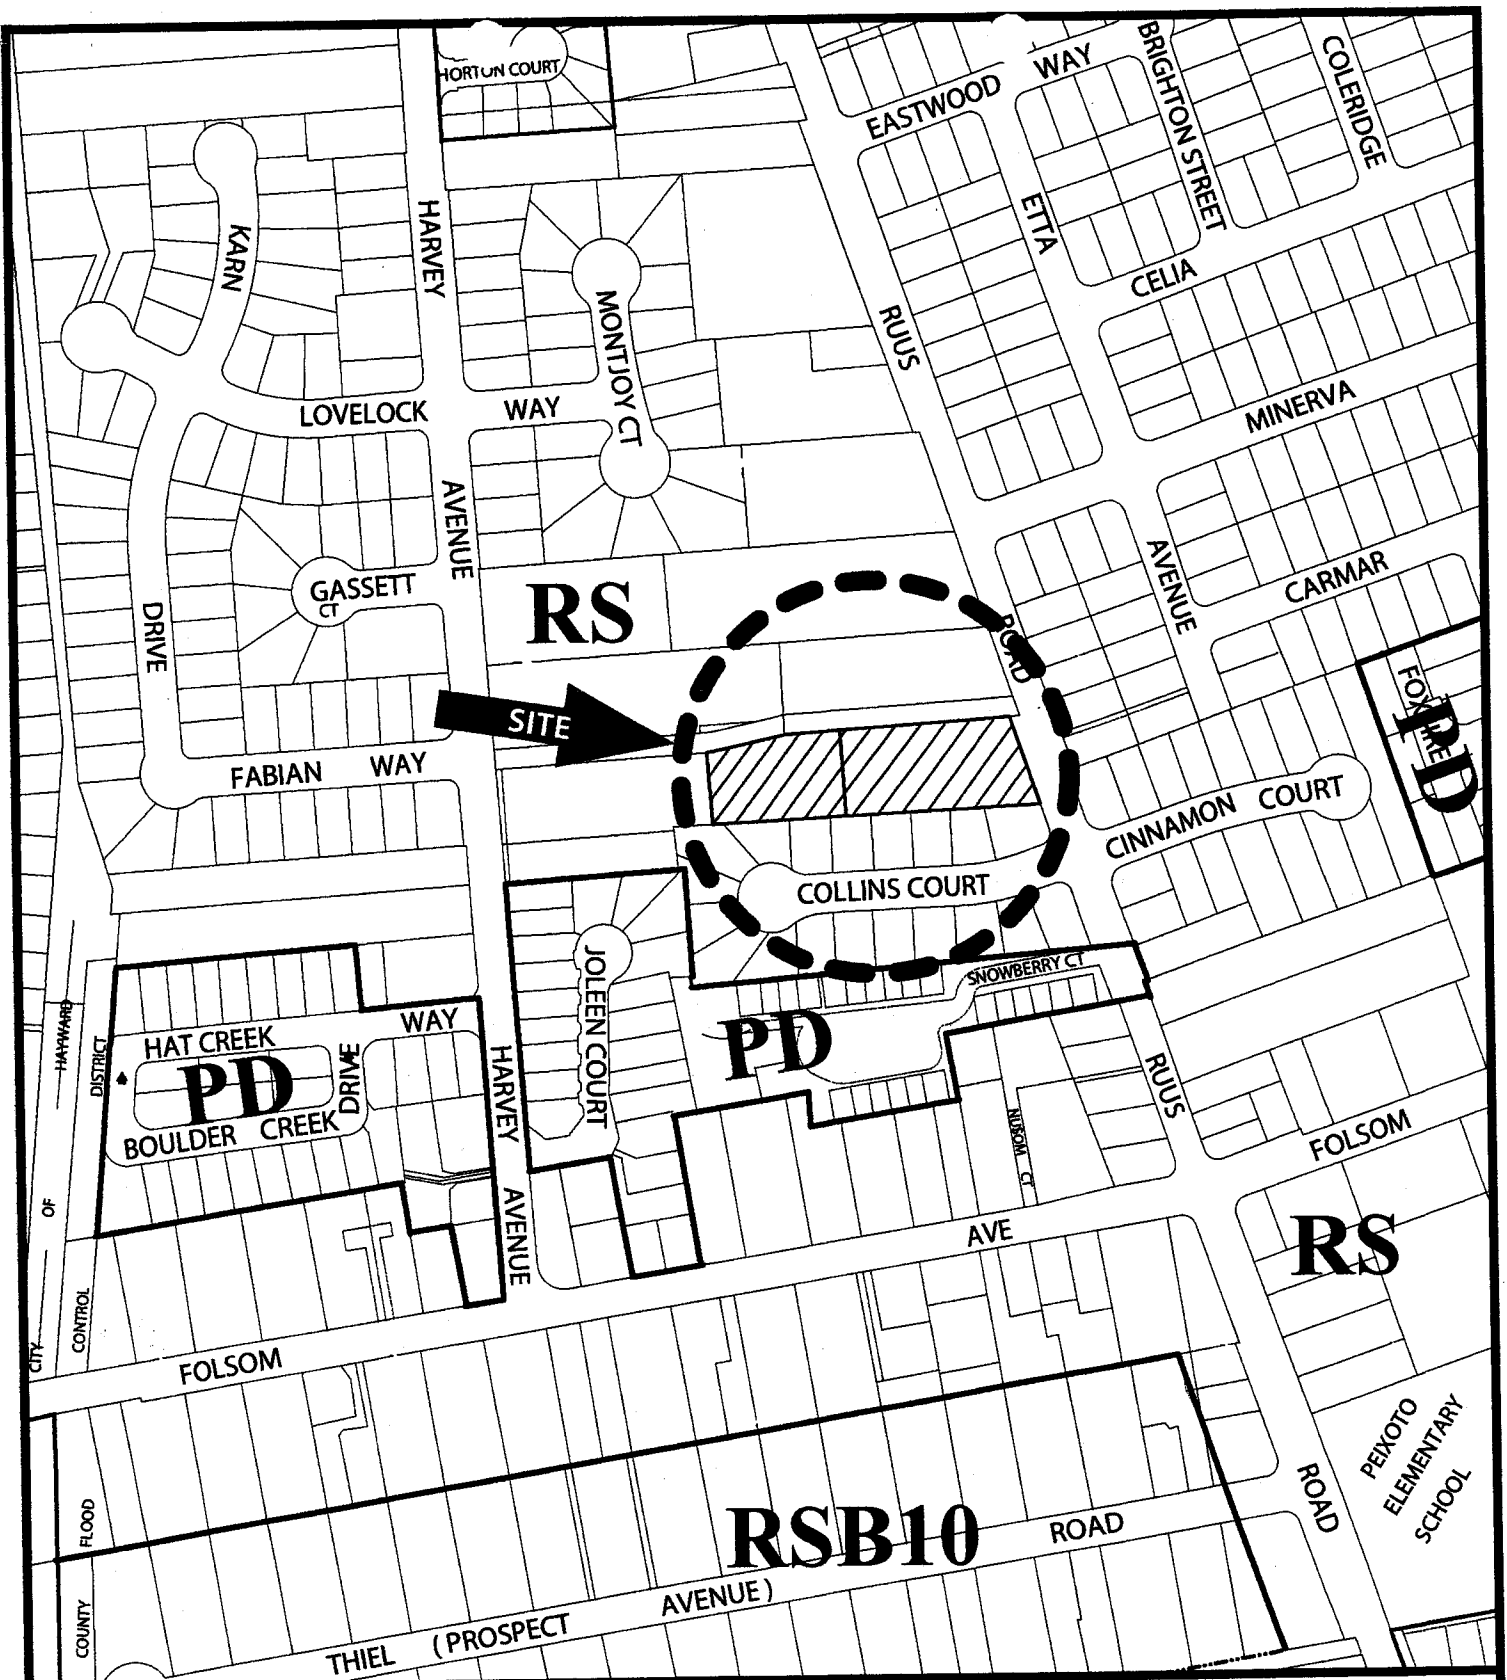 HORTON COURT
EASTWOOD WAY
BRIGHTON STREET
COLERIDGE
KARN
HARVEY
ETTA
CELIA
MONTJOY CT
RUUS
LOVELOCK WAY
MINERVA
AVENUE
AVENUE
CARMAR
GASSETT
CT
DRIVE
RS
ROAD
SITE
PD
FABIAN WAY
CINNAMON COURT
COLLINS COURT
JOLEEN COURT
SNOWBERRY CT
HAYWARD
DISTRICT
HAT CREEK WAY
PD
DRIVE
BOULDER CREEK
HARVEY
PD
NUSOM CT
RUUS
FOLSOM
OF
AVENUE
AVE
RS
CONTROL
CITY
FOLSOM
PEIXOTO
ELEMENTARY
SCHOOL
FLOOD
RSB10
ROAD
ROAD
COUNTY
THIEL (PROSPECT AVENUE)